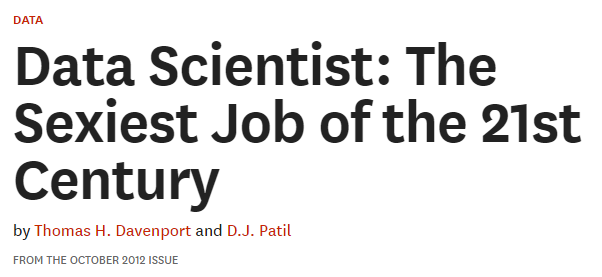 DATA
Data Scientist: The
Sexiest Job of the 21st
Century
by Thomas H. Davenport and D.J. Patil
FROM THE OCTOBER 2012 ISSUE